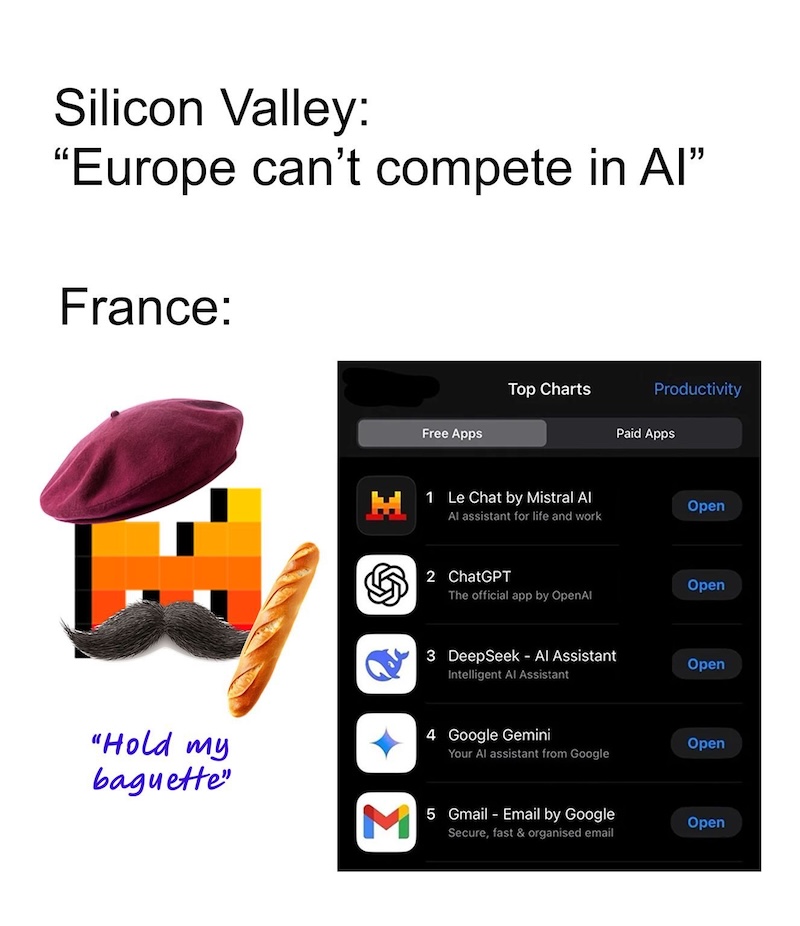 Silicon Valley:
“Europe can’t compete in AI”
France:
“Hold my
baguette”
Top Charts
Productivity
Free Apps
Paid Apps
1 Le Chat by Mistral AI
AI assistant for life and work
Open
2 ChatGPT
The official app by OpenAI
Open
3 DeepSeek - AI Assistant
Intelligent AI Assistant
Open
4 Google Gemini
Your AI assistant from Google
Open
5 Gmail - Email by Google
Secure, fast & organised email
Open